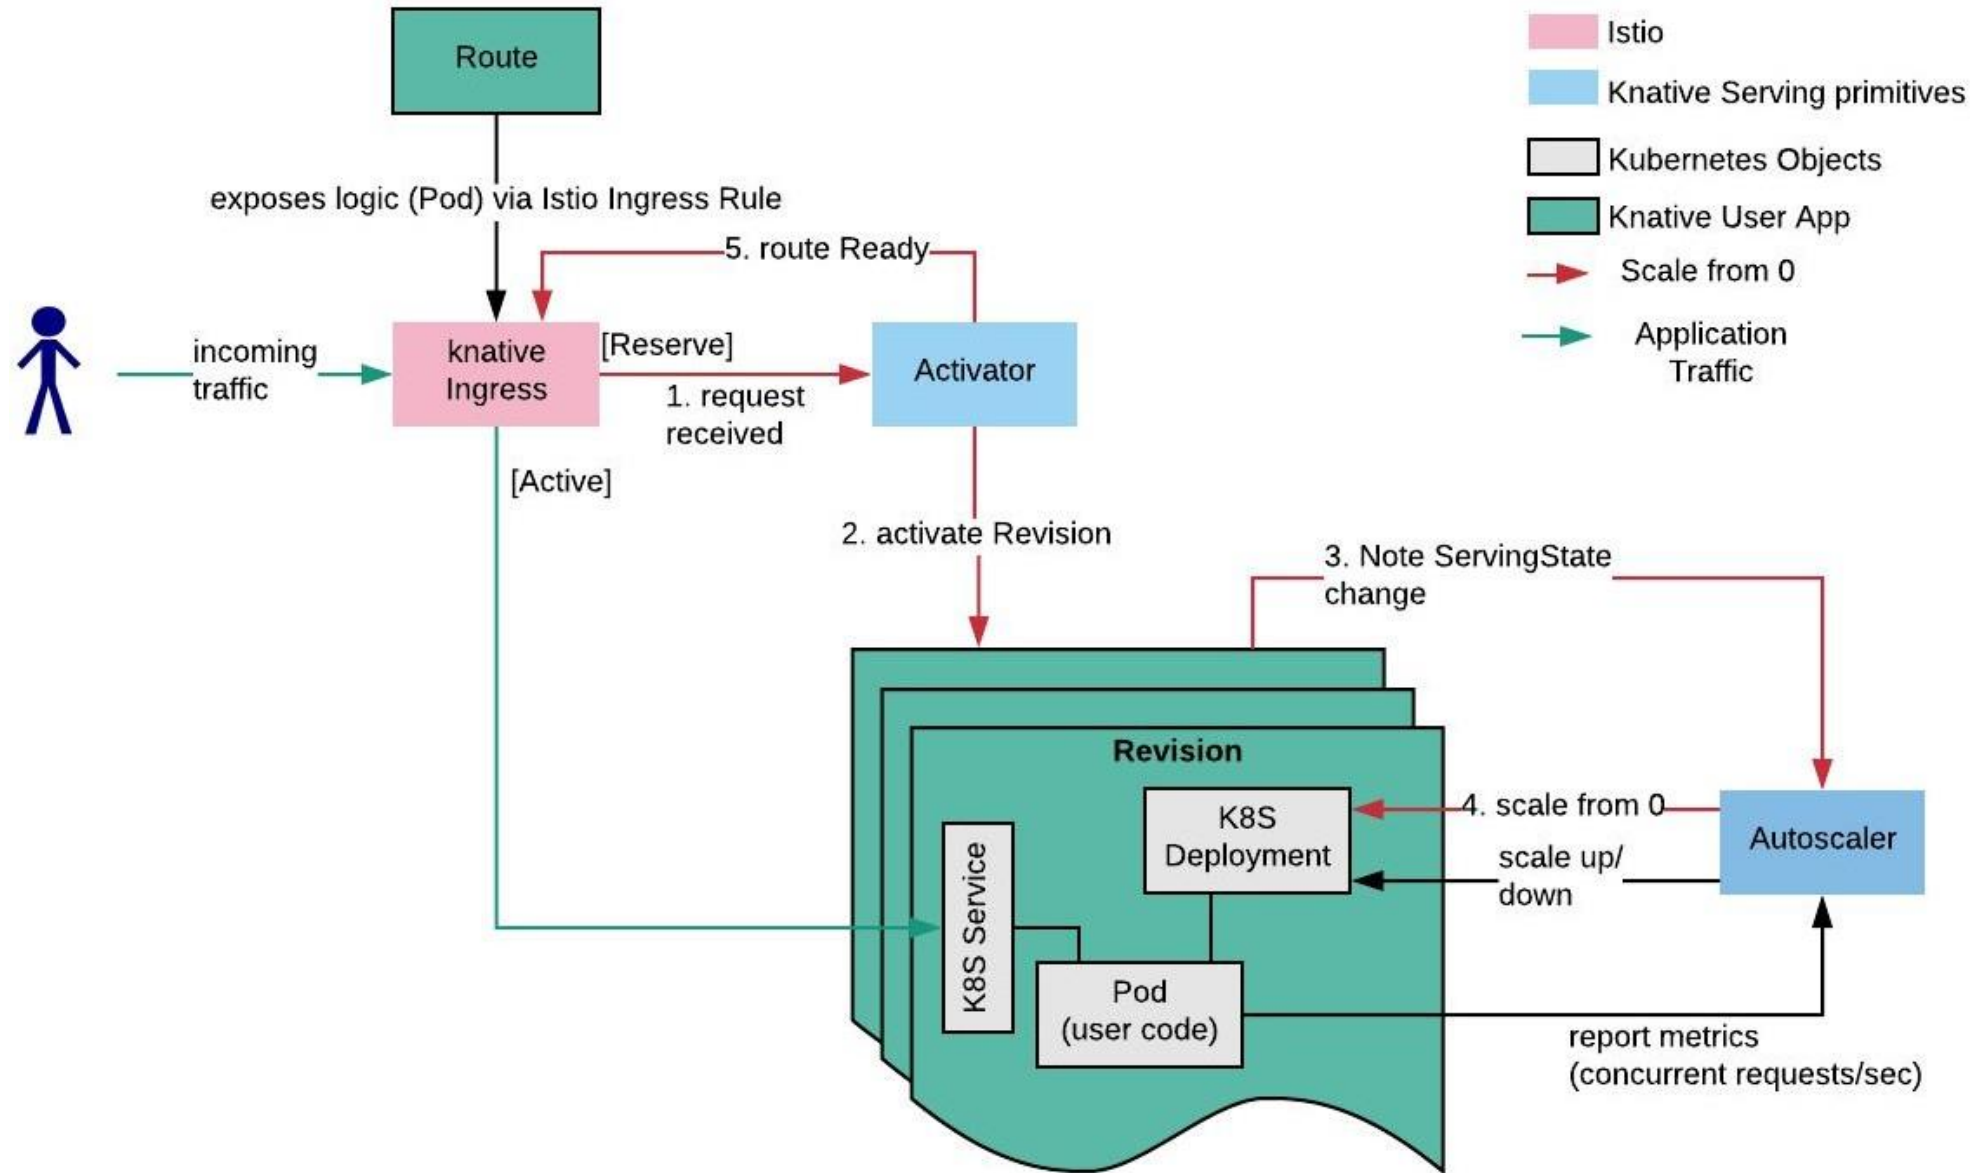 Route
exposes logic (Pod) via Istio Ingress Rule
5. route Ready
incoming
traffic
knative
Ingress
[Reserve]
1. request
received
Activator
[Active]
2. activate Revision
3. Note ServingState
change
Revision
K8S
Deployment
K8S Service
Pod
(user code)
4. scale from 0
scale up/
down
Autoscaler
report metrics
(concurrent requests/sec)
Istio
Knative Serving primitives
Kubernetes Objects
Knative User App
Scale from 0
Application
Traffic